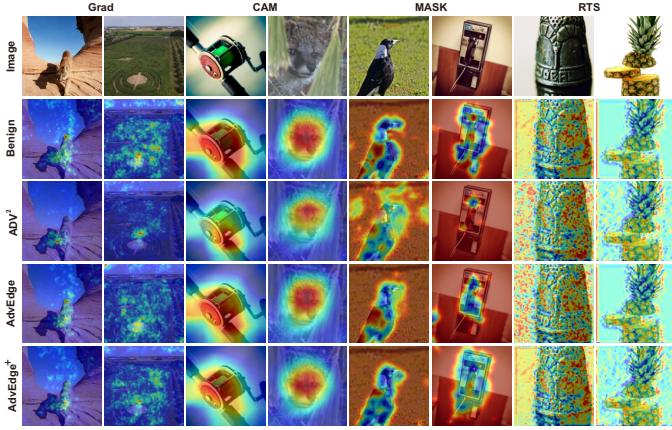 Grad CAM MASK RTS
Image
Benign
ADV²
AdvEdge
AdvEdge⁺